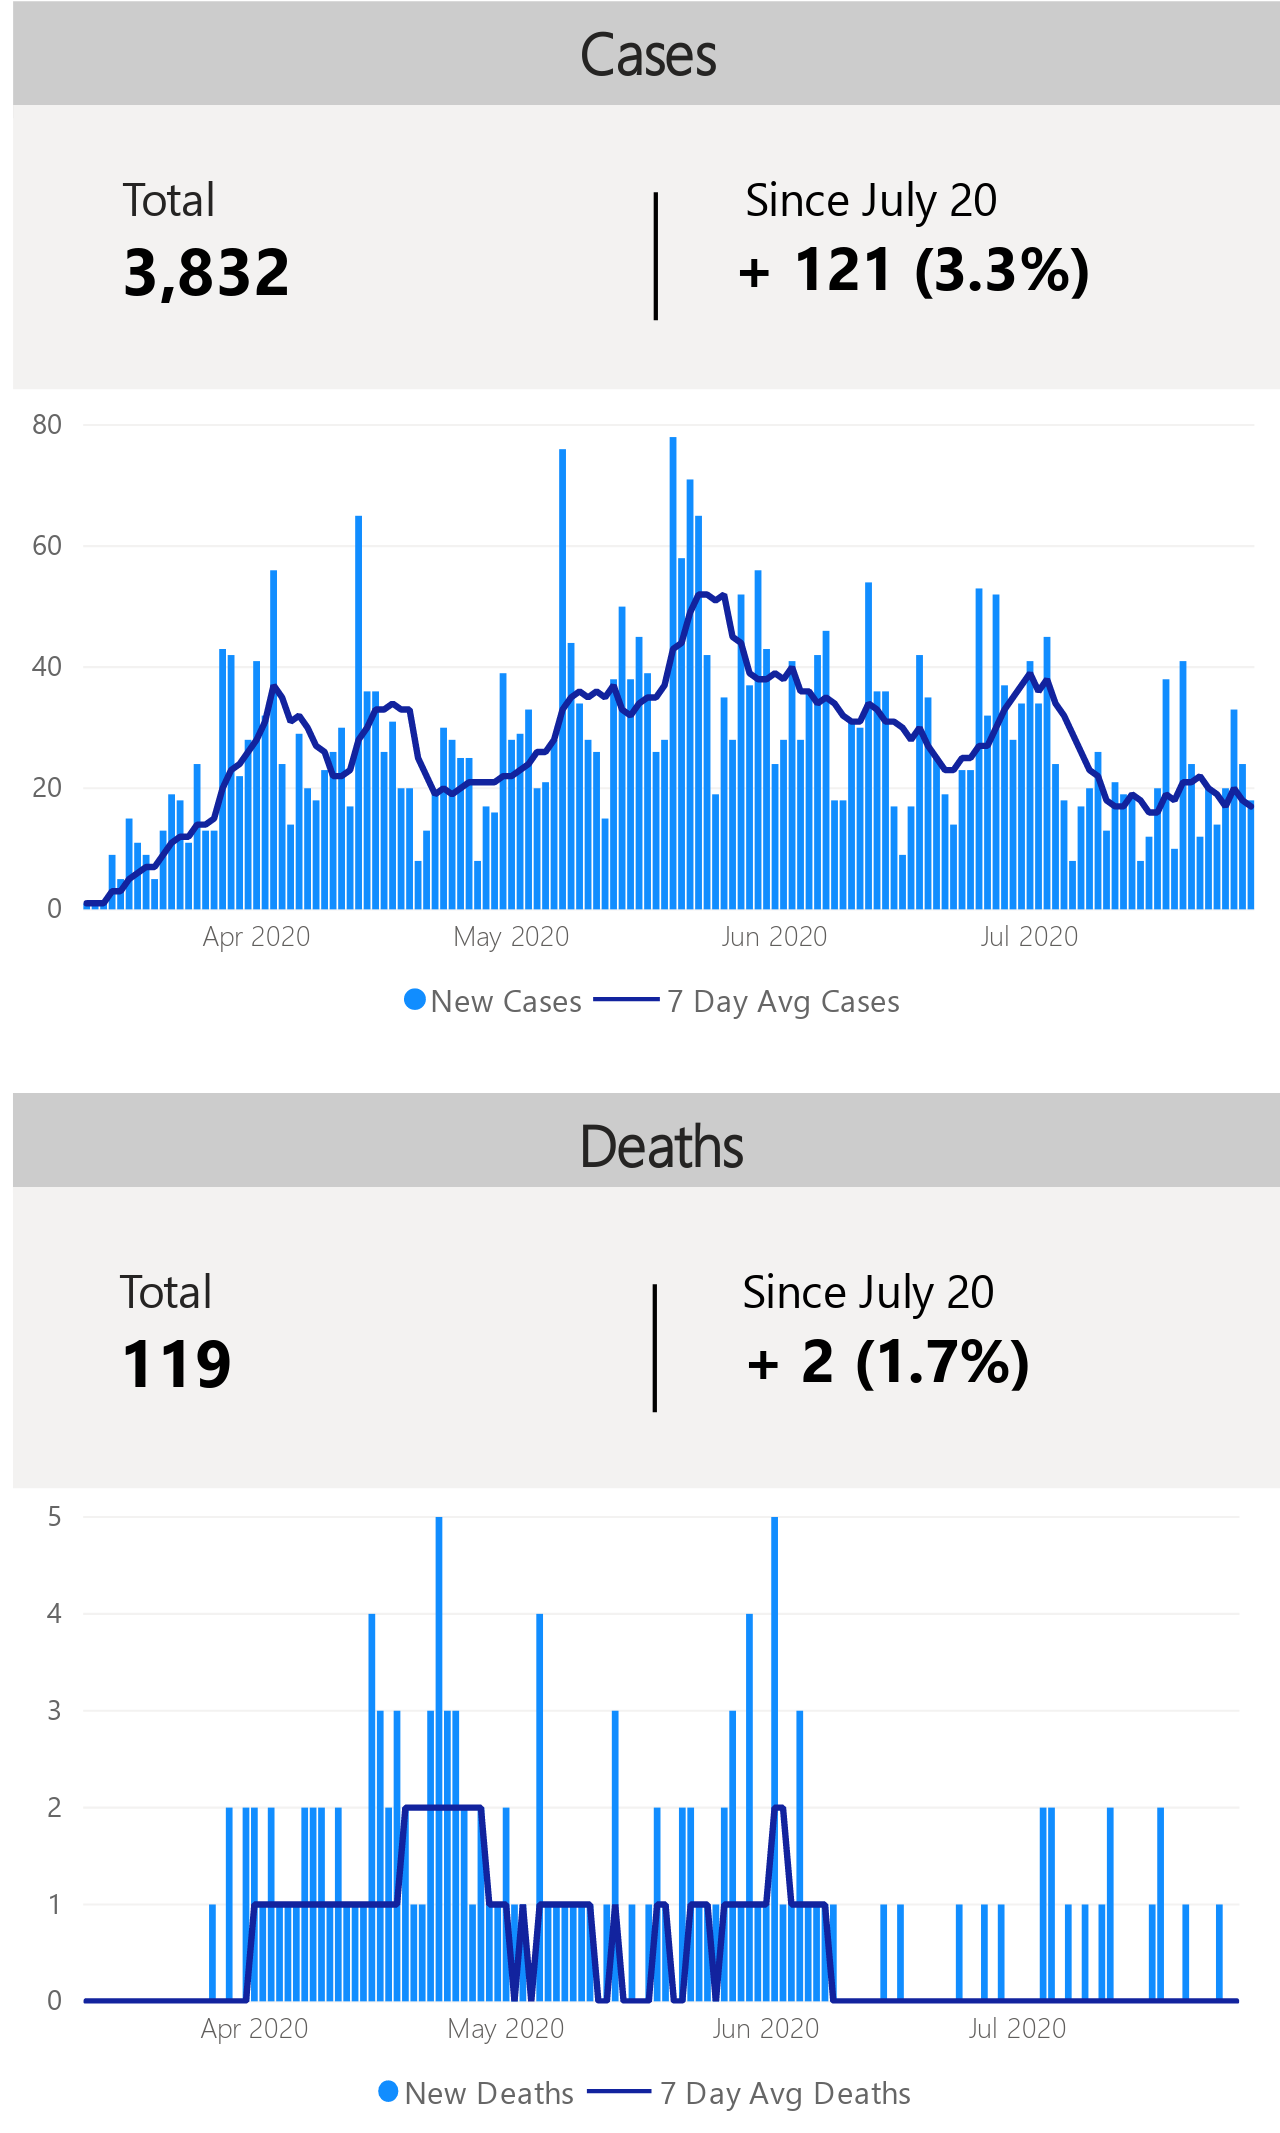 Cases
Total
Since July 20
3,832
+ 121 (3.3%)
80
60
40
20
0
Apr 2020
May 2020
Jun 2020
Jul 2020
New Cases
7 Day Avg Cases
Deaths
Total
Since July 20
119
+ 2 (1.7%)
5
4
3
2
1
0
Apr 2020
May 2020
Jun 2020
Jul 2020
New Deaths
7 Day Avg Deaths